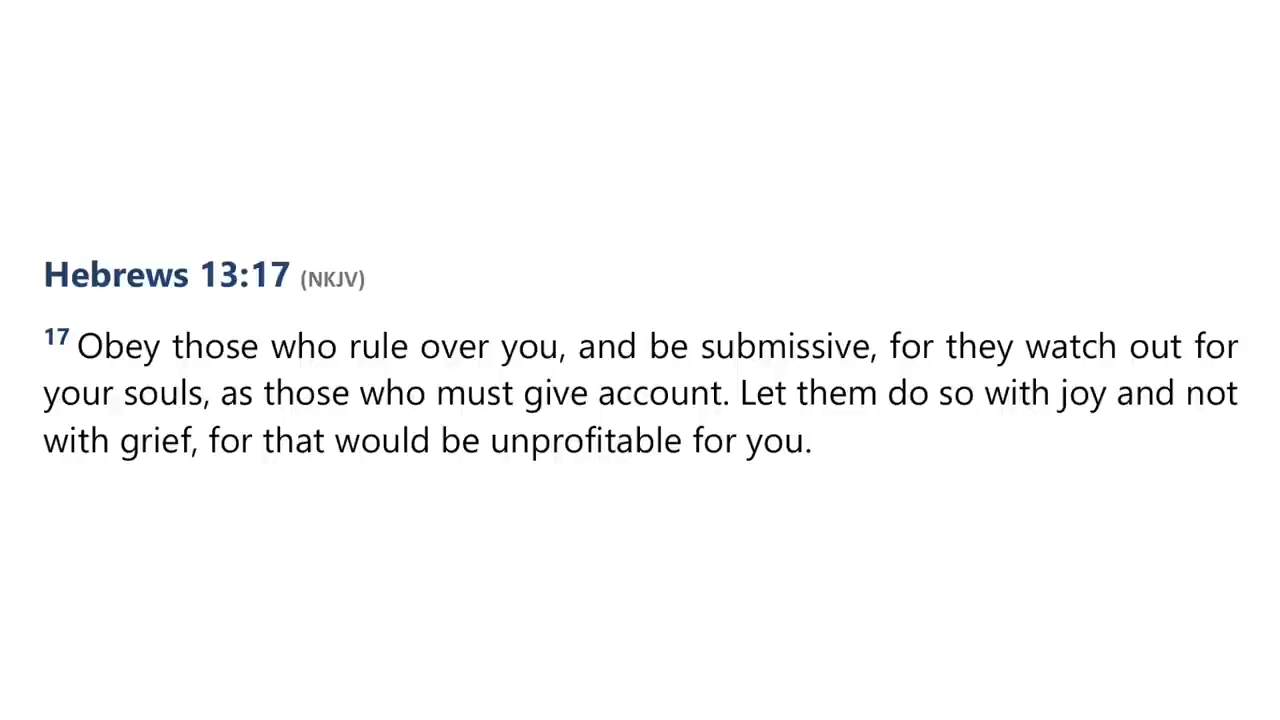 Hebrews 13:17 (NKJV)
17 Obey those who rule over you, and be submissive, for they watch out for
your souls, as those who must give account. Let them do so with joy and not
with grief, for that would be unprofitable for you.